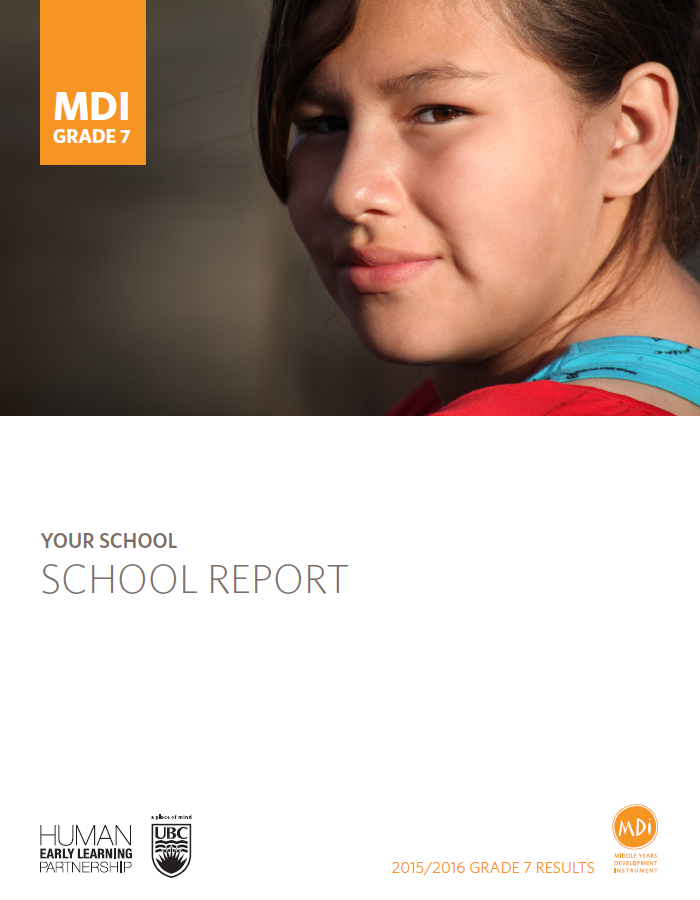 MDI
GRADE 7
YOUR SCHOOL
SCHOOL REPORT
HUMAN
EARLY LEARNING
PARTNERSHIP
a place of mind
UBC
2015/2016 GRADE 7 RESULTS
MDi
MIDDLE YEARS
DEVELOPMENT
INSTRUMENT